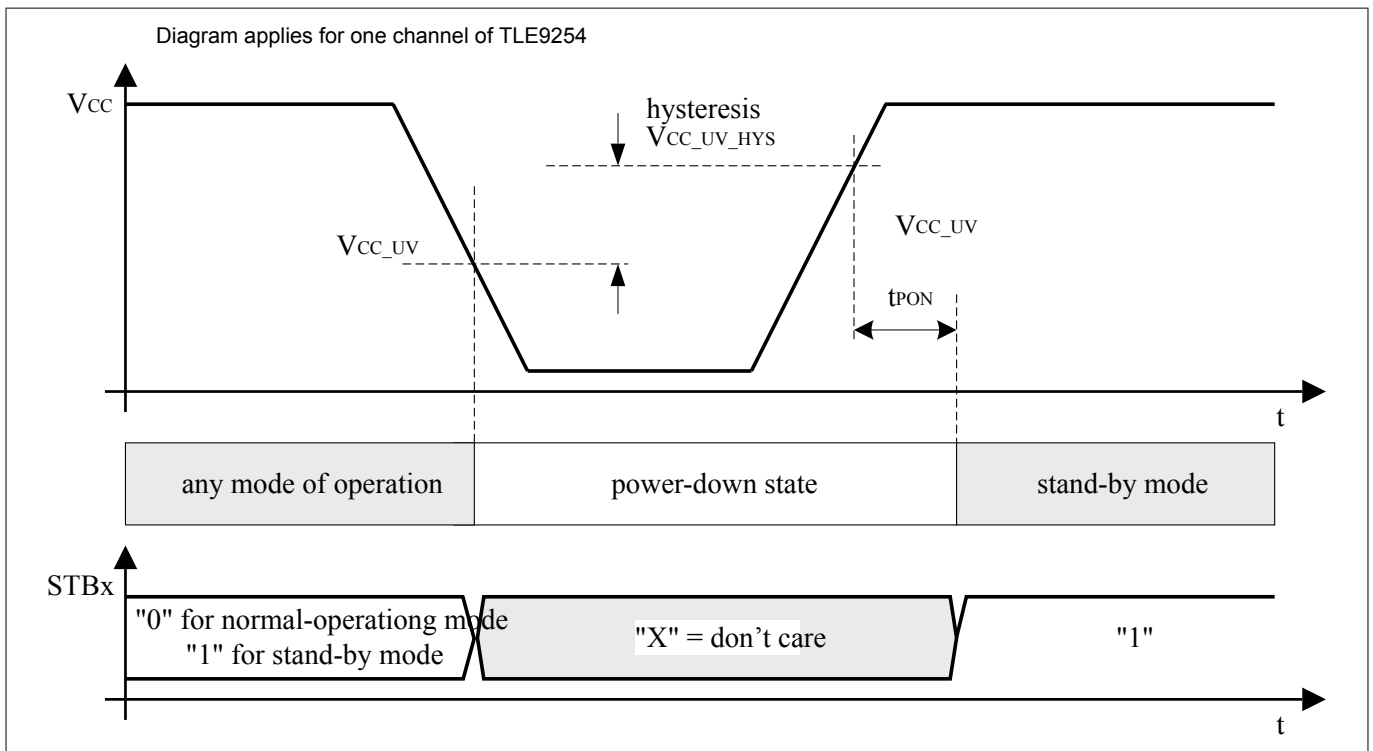 Diagram applies for one channel of TLE9254
VCC
hysteresis
VCC_UV_HYS
VCC_UV
VCC_UV
tPON
t
any mode of operation
power-down state
stand-by mode
STBx
"0" for normal-operationg mode
"1" for stand-by mode
"X" = don’t care
"1"
t